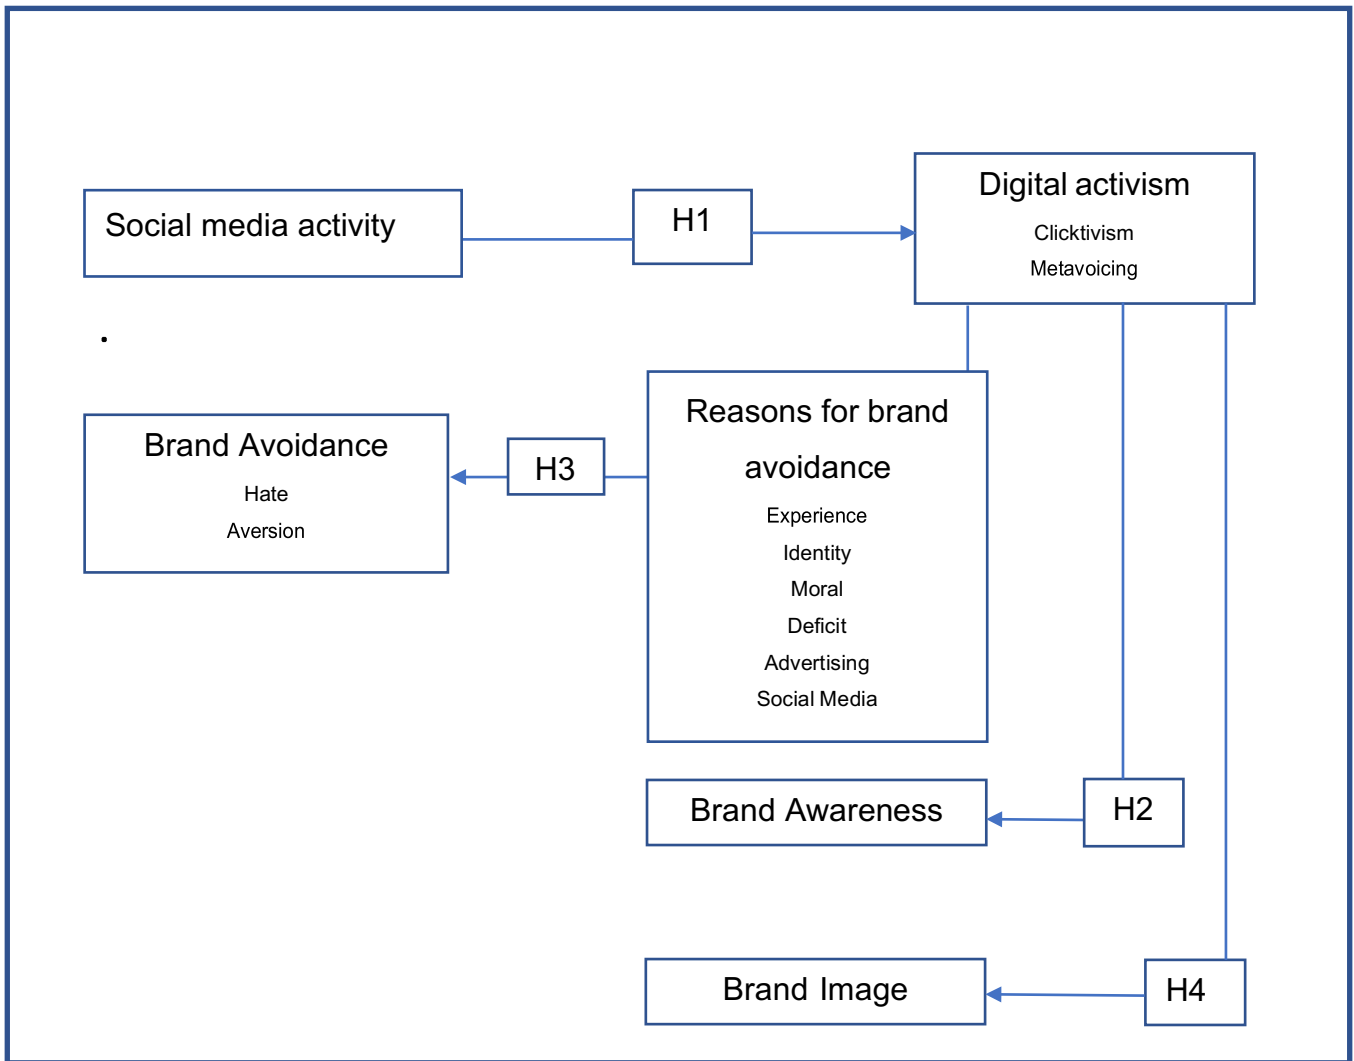 Social media activity
H1
Digital activism
Clicktivism
Metavoicing
.
Brand Avoidance
Hate
Aversion
H3
Reasons for brand
avoidance
Experience
Identity
Moral
Deficit
Advertising
Social Media
Brand Awareness
H2
Brand Image
H4